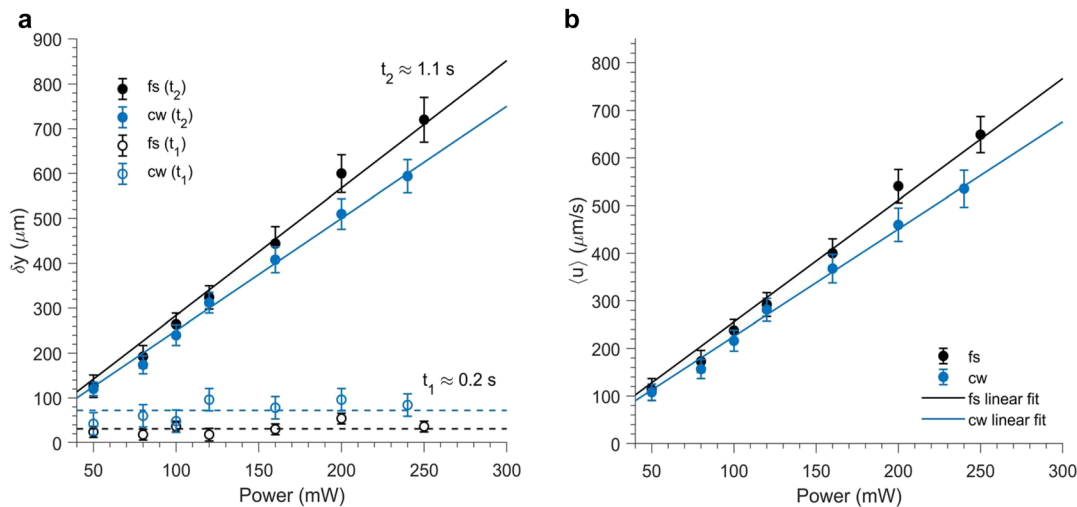 a
900
800
700
600
500
400
300
200
100
0
δy (μm)
fs (t2)
cw (t2)
fs (t1)
cw (t1)
t2 ≈ 1.1 s
t1 ≈ 0.2 s
50 100 150 200 250 300
Power (mW)
b
800
700
600
500
400
300
200
100
0
⟨u⟩ (μm/s)
fs
cw
fs linear fit
cw linear fit
50 100 150 200 250 300
Power (mW)